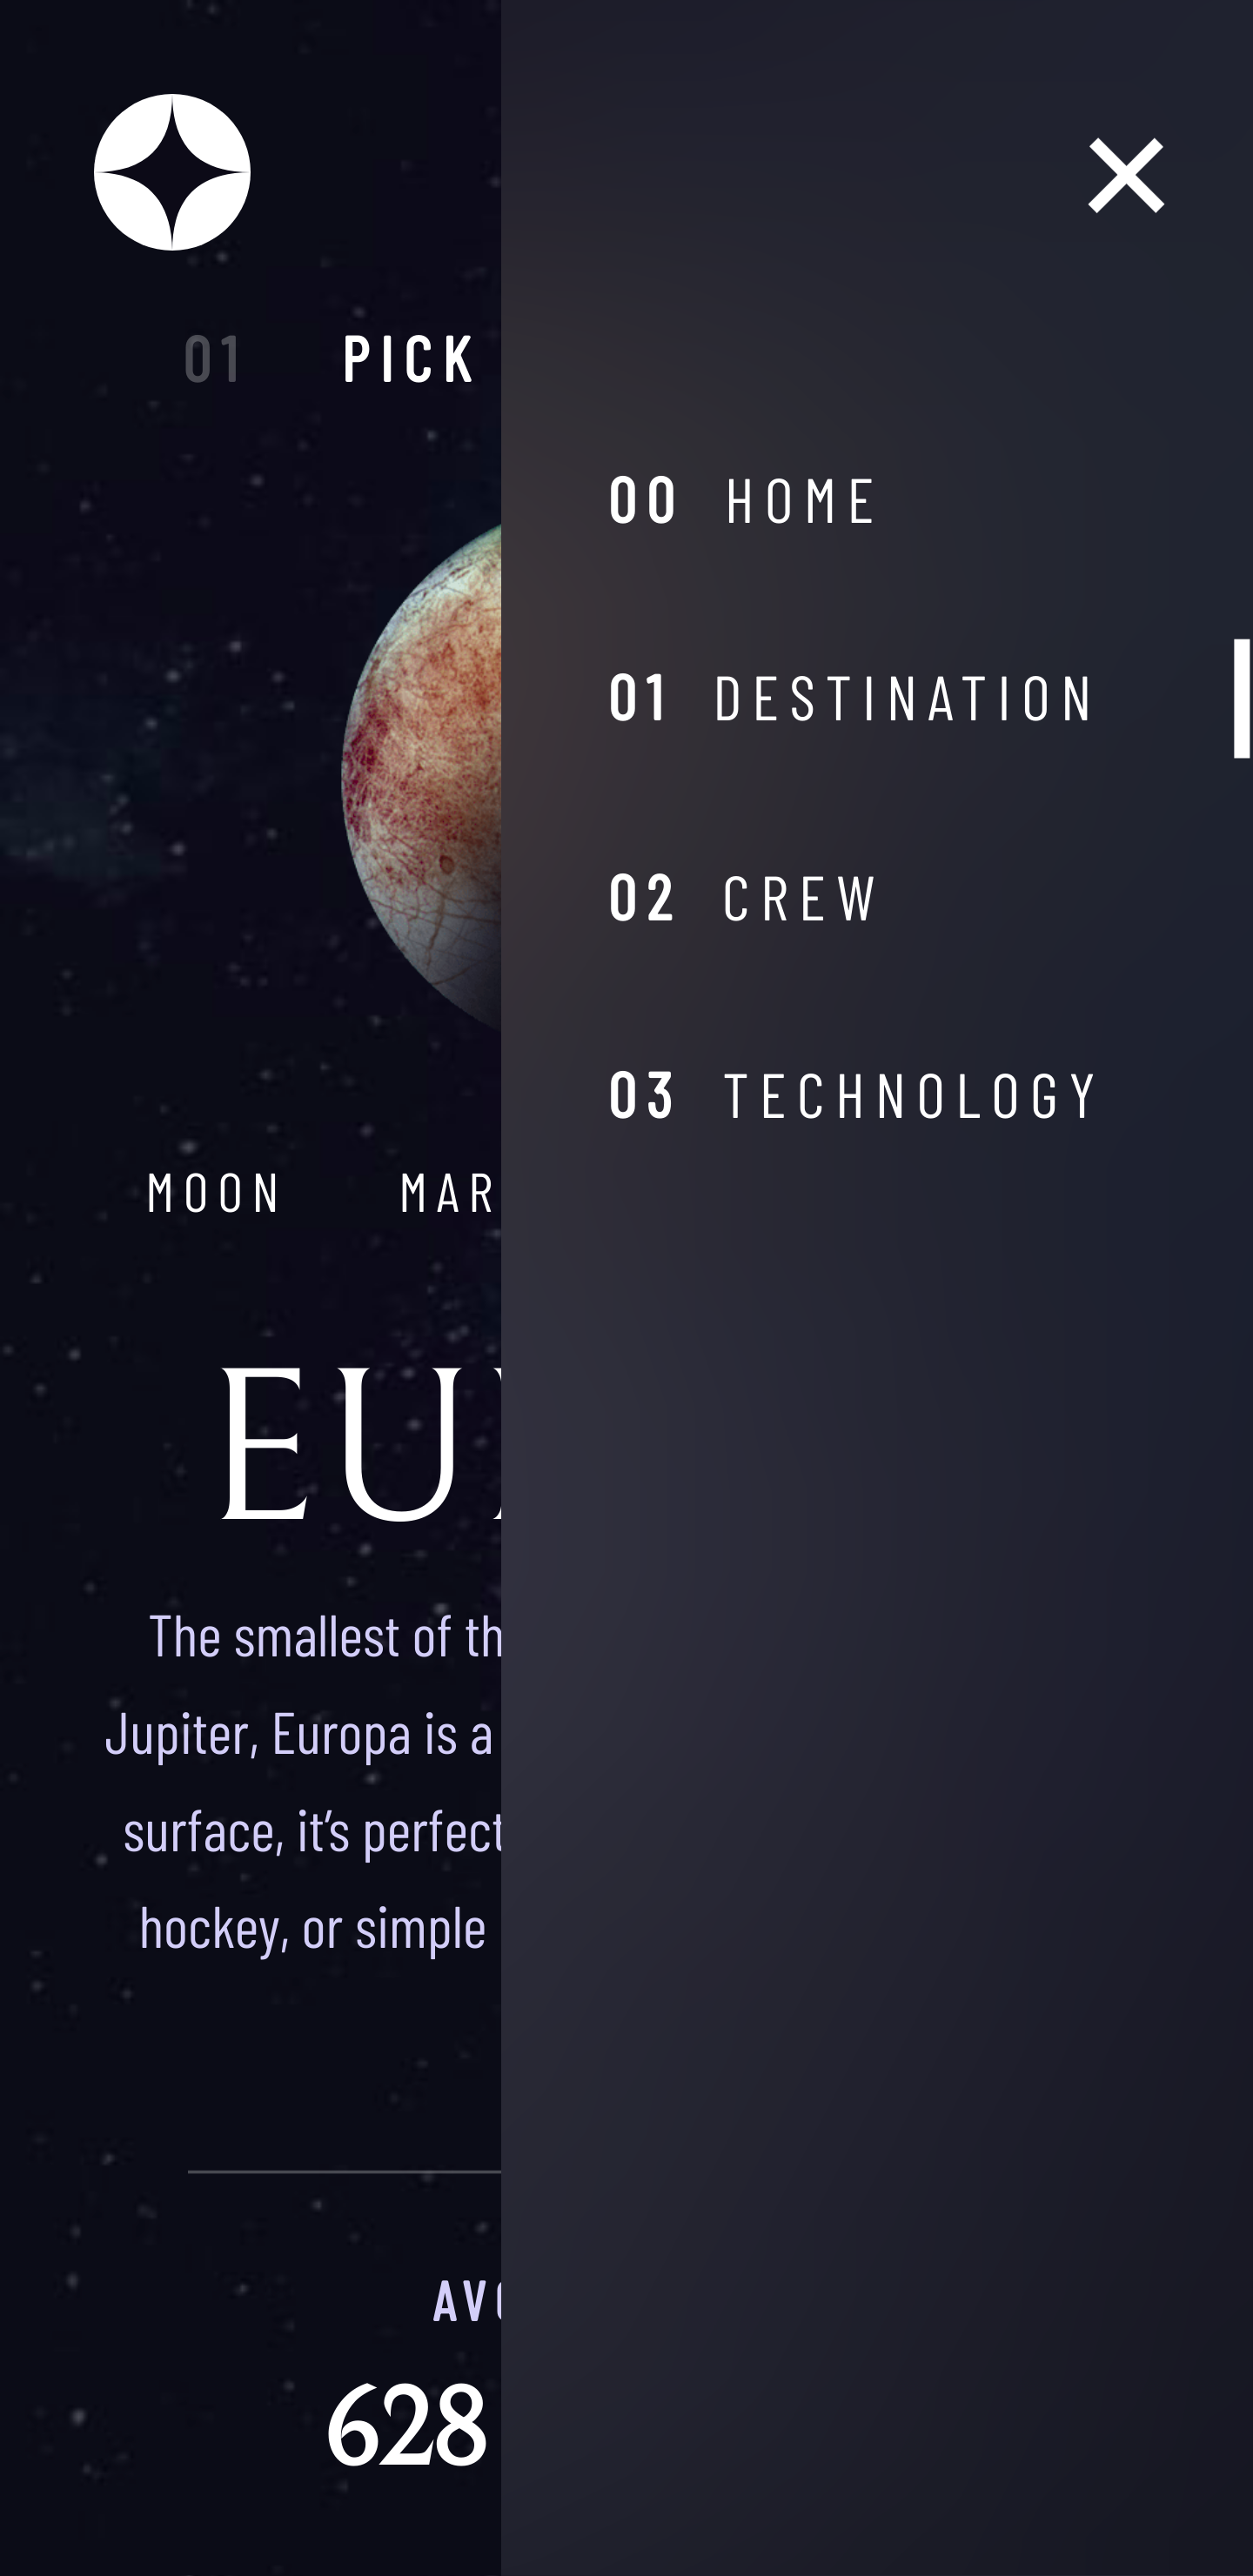 01 PICK
00 HOME
01 DESTINATION
02 CREW
03 TECHNOLOGY
MOON MAR
EU
The smallest of th
Jupiter, Europa is a
surface, it’s perfect
hockey, or simple
AV
628